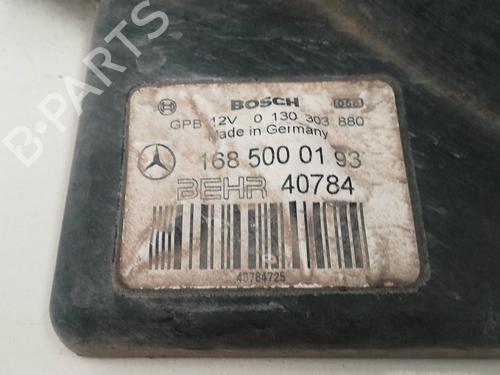 BOSCH
GPB 12V 0 130 303 880
Made in Germany
168 500 01 93
BEHR 40784
40784725
B-PARTS